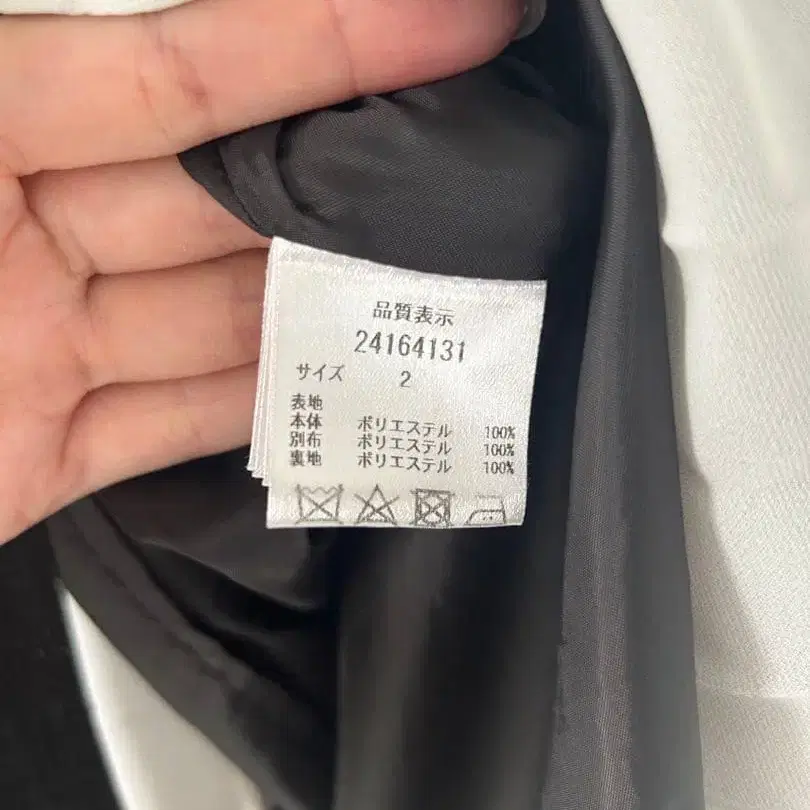 品質表示
24164131
サイズ 2
表地
本体 ポリエステル 100%
別布 ポリエステル 100%
裏地 ポリエステル 100%